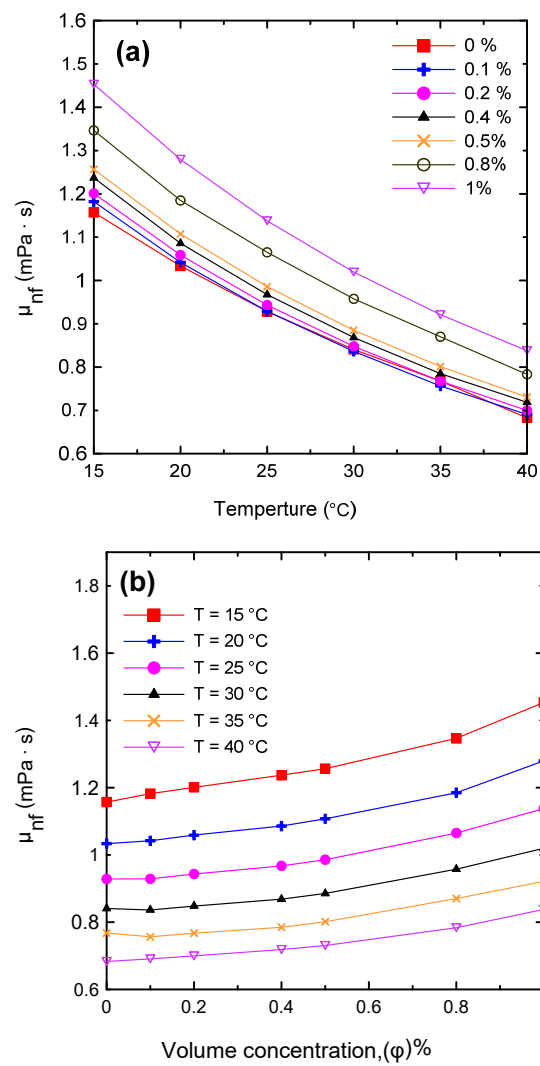 (a)
0 %
0.1 %
0.2 %
0.4 %
0.5%
0.8%
1%
1.6
1.5
1.4
1.3
1.2
1.1
1
0.9
0.8
0.7
0.6
μnf (mPa · s)
15 20 25 30 35 40
Temperture (°C)
(b)
T = 15 °C
T = 20 °C
T = 25 °C
T = 30 °C
T = 35 °C
T = 40 °C
1.8
1.6
1.4
1.2
1
0.8
0.6
μnf (mPa · s)
0 0.2 0.4 0.6 0.8
Volume concentration,(φ)%